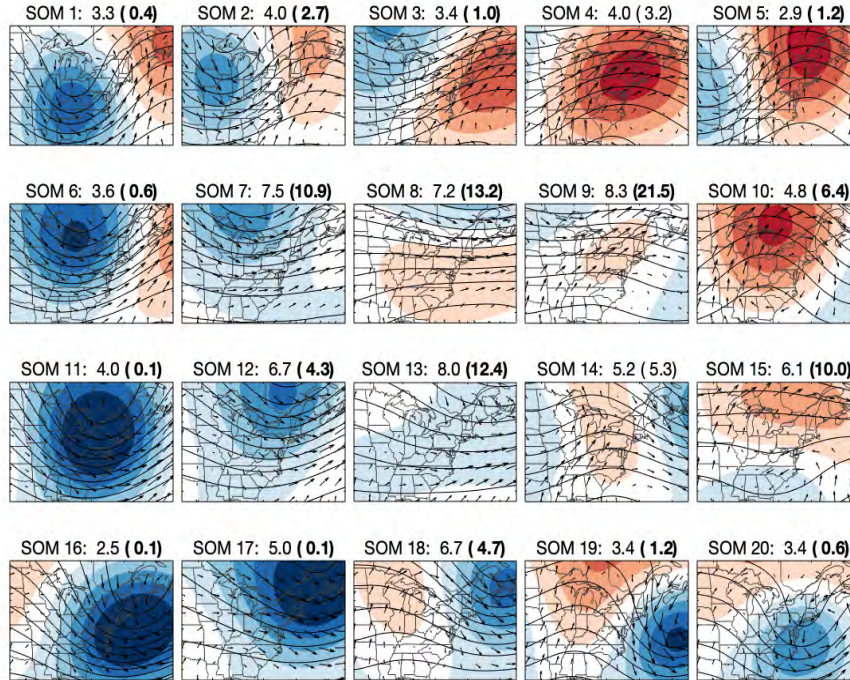 SOM 1: 3.3 ( 0.4) SOM 2: 4.0 ( 2.7) SOM 3: 3.4 ( 1.0) SOM 4: 4.0 ( 3.2) SOM 5: 2.9 ( 1.2)
SOM 6: 3.6 ( 0.6) SOM 7: 7.5 (10.9) SOM 8: 7.2 (13.2) SOM 9: 8.3 (21.5) SOM 10: 4.8 ( 6.4)
SOM 11: 4.0 ( 0.1) SOM 12: 6.7 ( 4.3) SOM 13: 8.0 (12.4) SOM 14: 5.2 ( 5.3) SOM 15: 6.1 (10.0)
SOM 16: 2.5 ( 0.1) SOM 17: 5.0 ( 0.1) SOM 18: 6.7 ( 4.7) SOM 19: 3.4 ( 1.2) SOM 20: 3.4 ( 0.6)